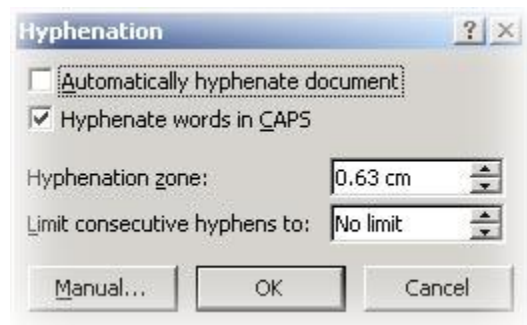 Hyphenation
Automatically hyphenate document
Hyphenate words in CAPS
Hyphenation zone: 0.63 cm
Limit consecutive hyphens to: No limit
Manual... OK Cancel